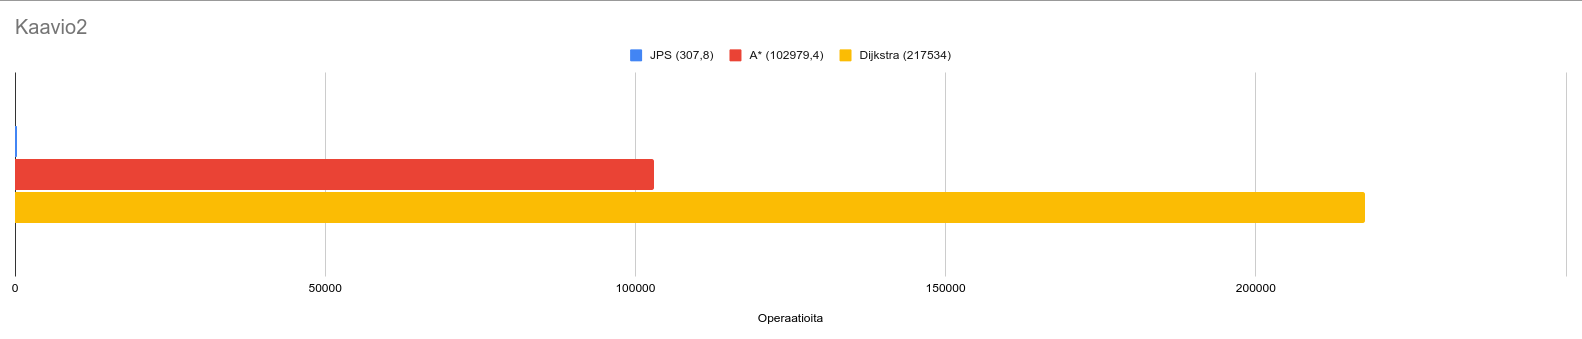 Kaavio2
JPS (307,8) A* (102979,4) Dijkstra (217534)
0 50000 100000 150000 200000
Operaatioita